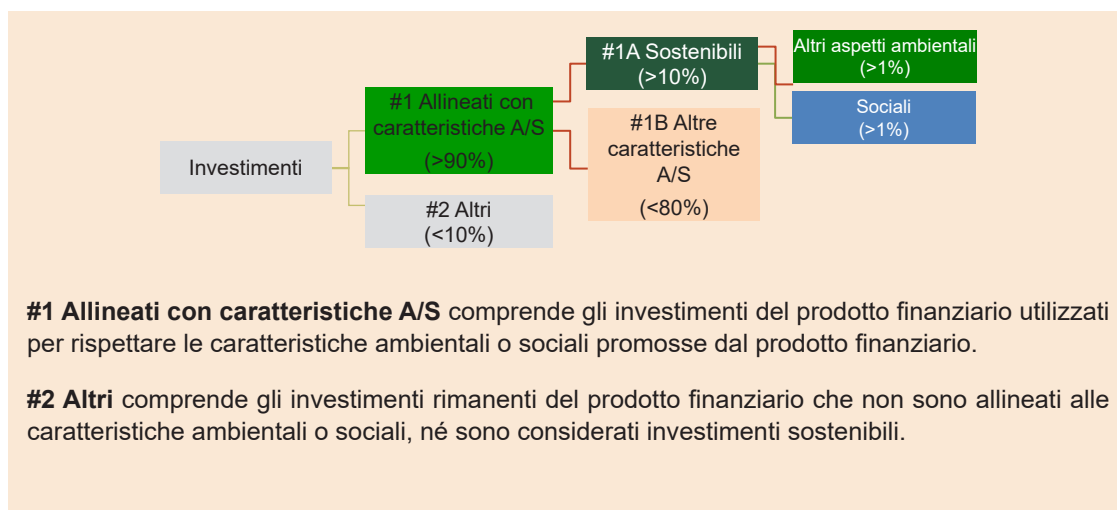 Investimenti
#1 Allineati con
caratteristiche A/S
(>90%)
#2 Altri
(<10%)
#1A Sostenibili
(>10%)
#1B Altre
caratteristiche
A/S
(<80%)
Altri aspetti ambientali
(>1%)
Sociali
(>1%)
#1 Allineati con caratteristiche A/S comprende gli investimenti del prodotto finanziario utilizzati
per rispettare le caratteristiche ambientali o sociali promosse dal prodotto finanziario.
#2 Altri comprende gli investimenti rimanenti del prodotto finanziario che non sono allineati alle
caratteristiche ambientali o sociali, né sono considerati investimenti sostenibili.